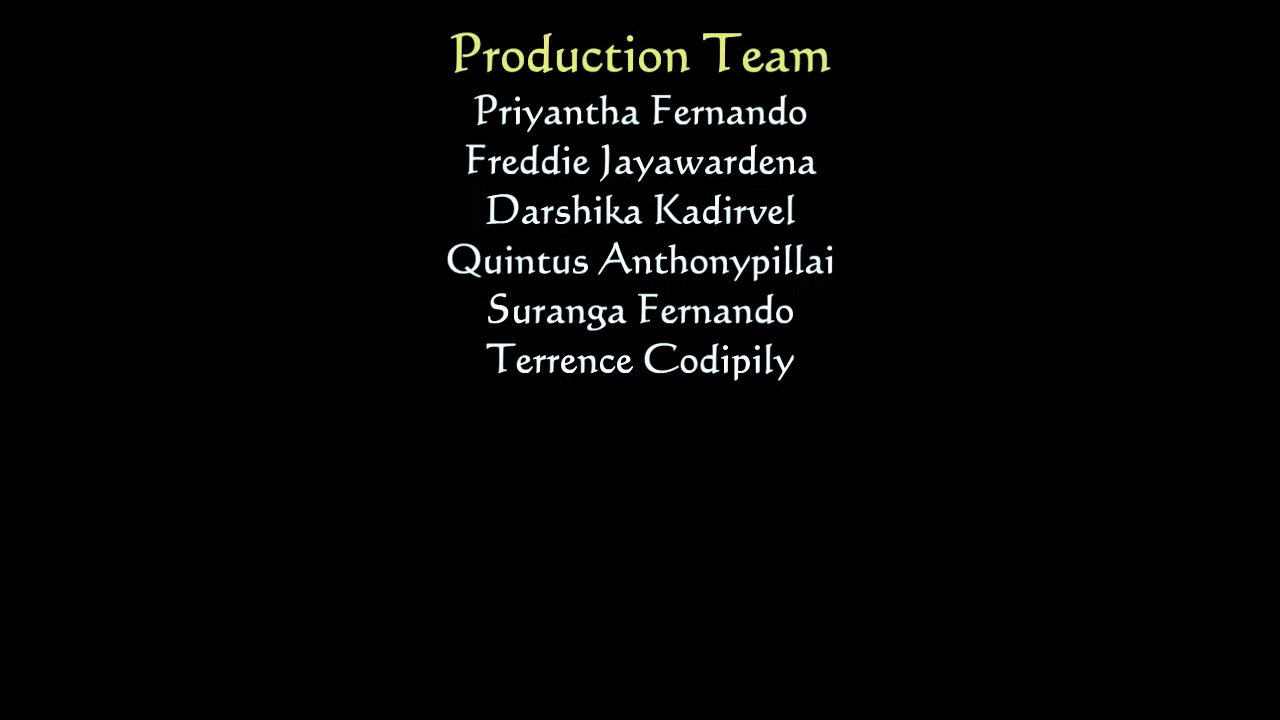 Production Team
Priyantha Fernando
Freddie Jayawardena
Darshika Kadirvel
Quintus Anthonypillai
Suranga Fernando
Terrence Codipily